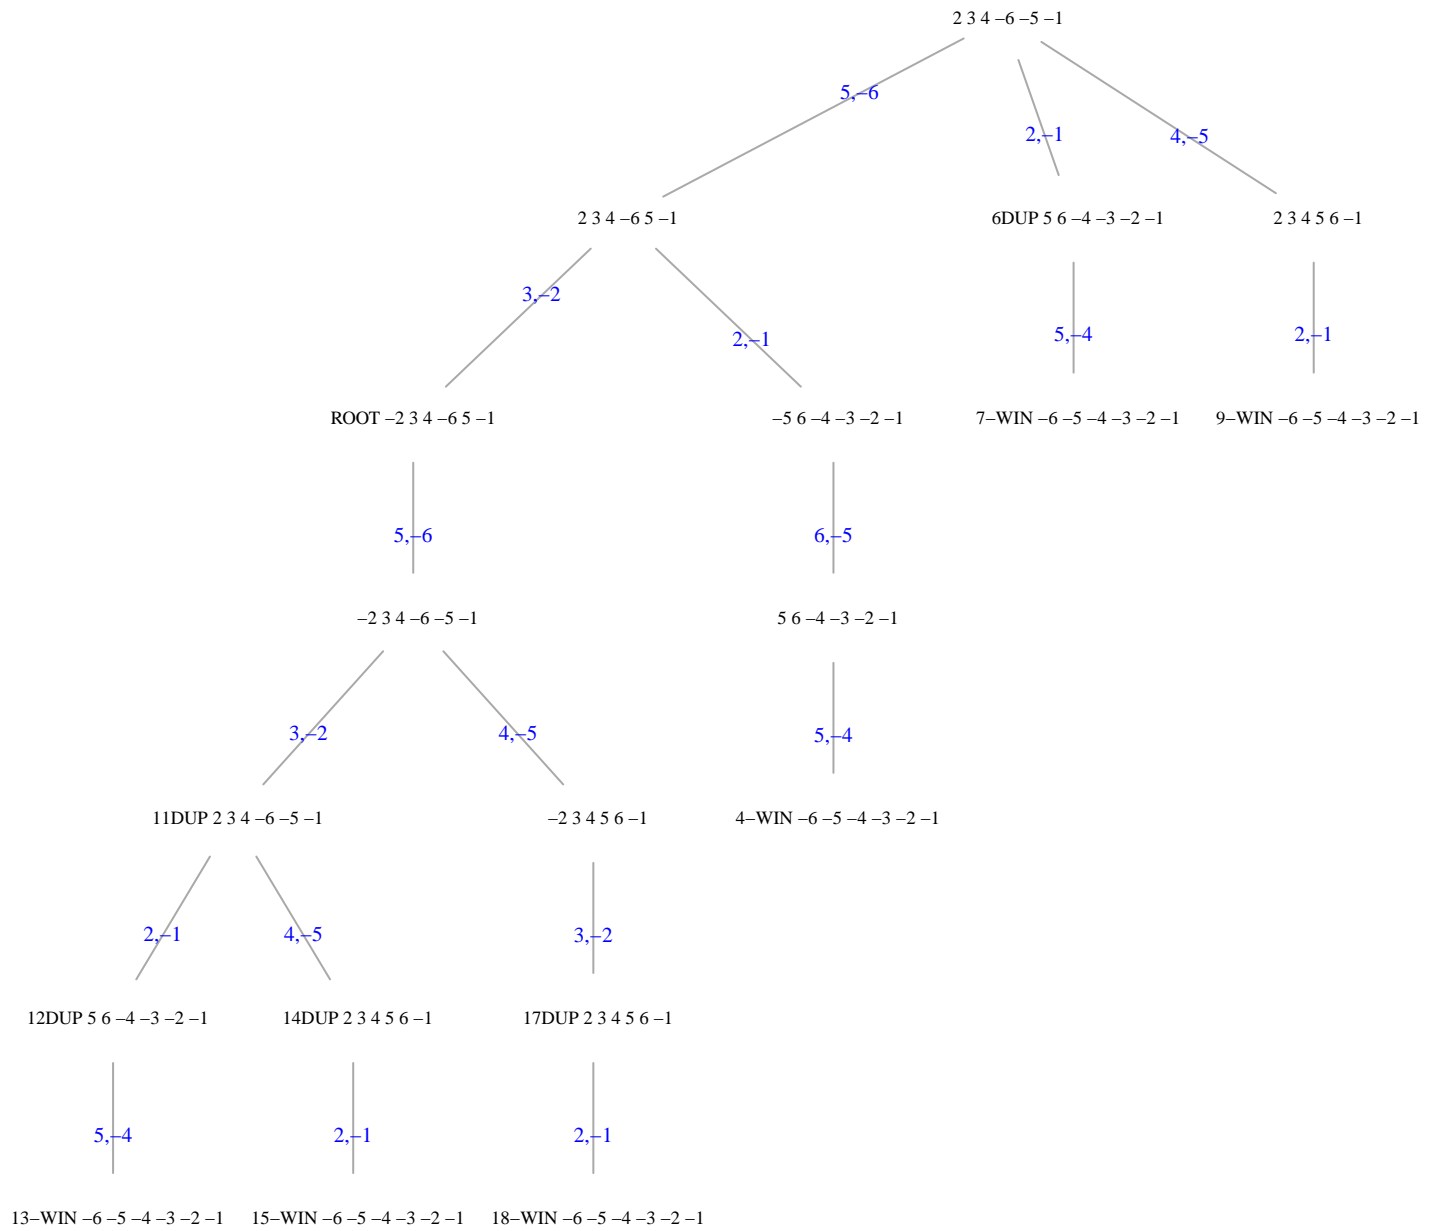 2 3 4 –6 –5 –1
5,–6
2,–1
4,–5
2 3 4 –6 5 –1
6DUP 5 6 –4 –3 –2 –1
2 3 4 5 6 –1
3,–2
2,–1
5,–4
2,–1
ROOT –2 3 4 –6 5 –1
–5 6 –4 –3 –2 –1
7–WIN –6 –5 –4 –3 –2 –1
9–WIN –6 –5 –4 –3 –2 –1
5,–6
6,–5
–2 3 4 –6 –5 –1
5 6 –4 –3 –2 –1
3,–2
4,–5
5,–4
11DUP 2 3 4 –6 –5 –1
–2 3 4 5 6 –1
4–WIN –6 –5 –4 –3 –2 –1
2,–1
4,–5
3,–2
12DUP 5 6 –4 –3 –2 –1
14DUP 2 3 4 5 6 –1
17DUP 2 3 4 5 6 –1
5,–4
2,–1
2,–1
13–WIN –6 –5 –4 –3 –2 –1
15–WIN –6 –5 –4 –3 –2 –1
18–WIN –6 –5 –4 –3 –2 –1